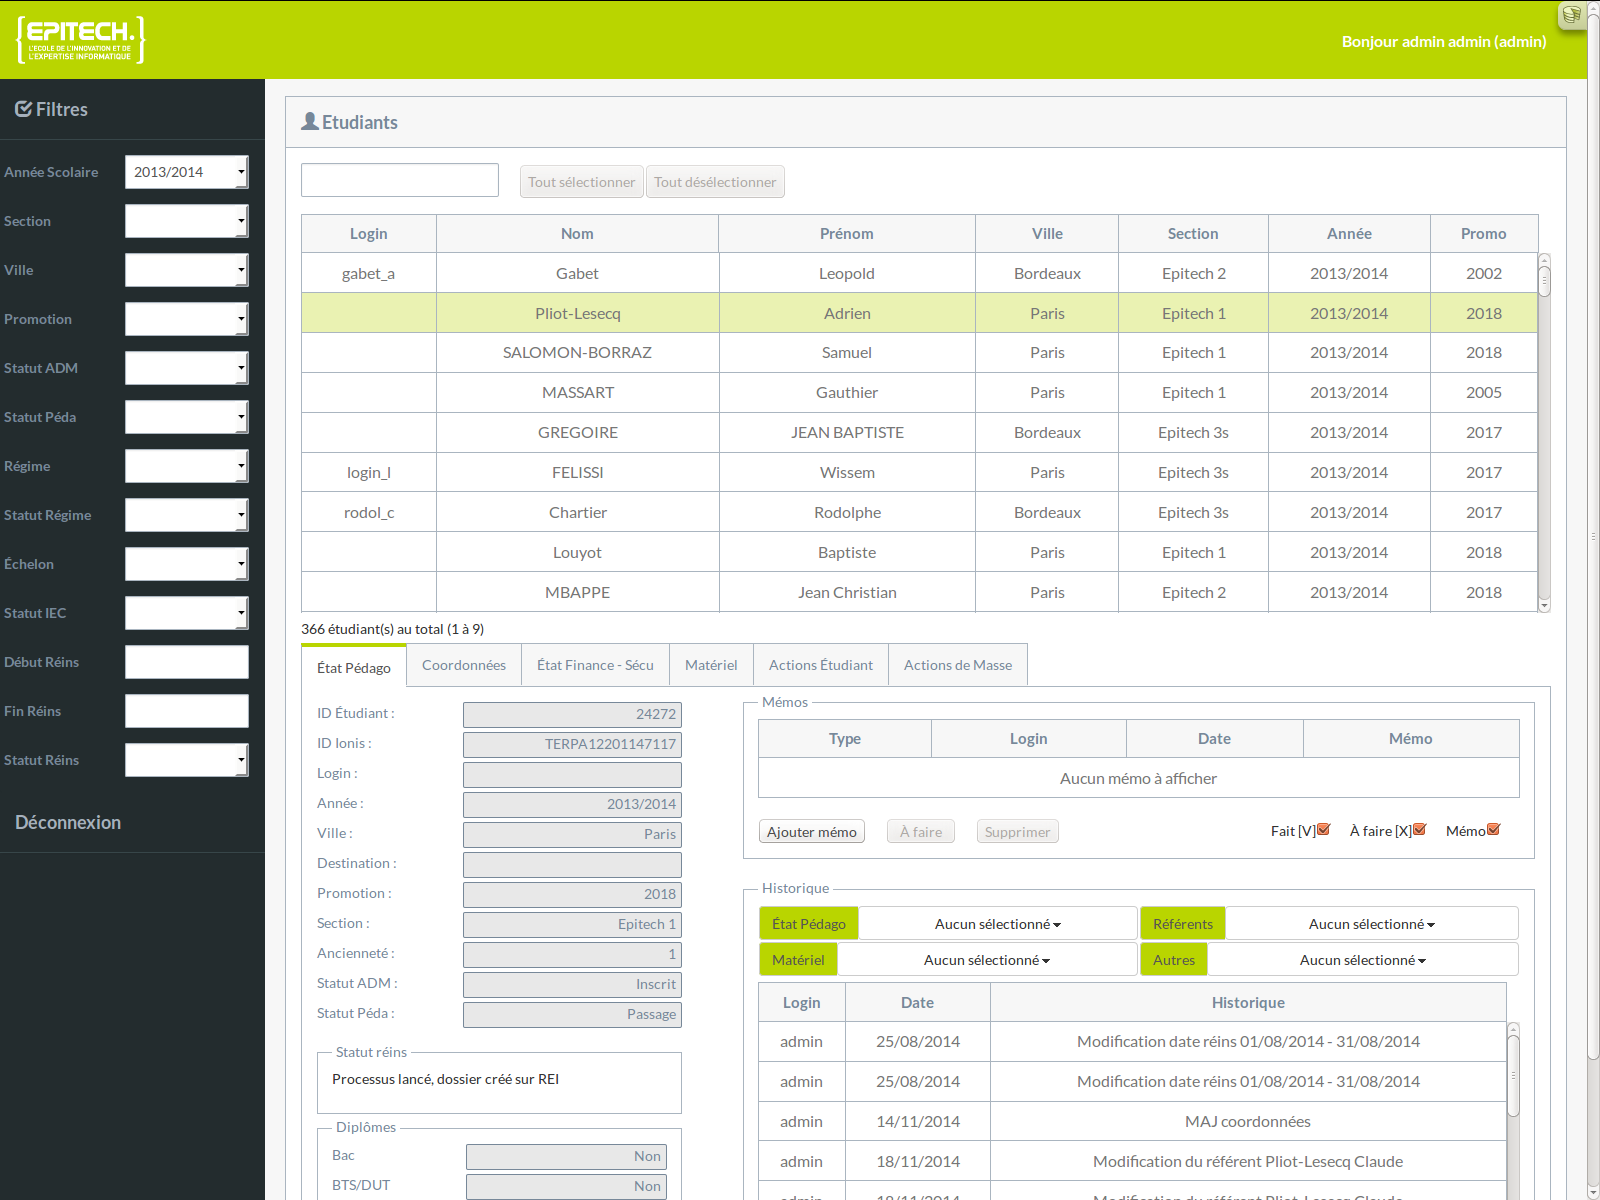 EPITECH.
L'ECOLE DE L'INNOVATION ET DE
L'EXPERTISE INFORMATIQUE
Bonjour admin admin (admin)
Filtres
Année Scolaire 2013/2014
Section
Ville
Promotion
Statut ADM
Statut Péda
Régime
Statut Régime
Échelon
Statut IEC
Début Réins
Fin Réins
Statut Réins
Déconnexion
Etudiants
Tout sélectionner Tout désélectionner
Login Nom Prénom Ville Section Année Promo
gabet_a Gabet Leopold Bordeaux Epitech 2 2013/2014 2002
Pliot-Lesecq Adrien Paris Epitech 1 2013/2014 2018
SALOMON-BORRAZ Samuel Paris Epitech 1 2013/2014 2018
MASSART Gauthier Paris Epitech 1 2013/2014 2005
GREGOIRE JEAN BAPTISTE Bordeaux Epitech 3s 2013/2014 2017
login_l FELISSI Wissem Paris Epitech 3s 2013/2014 2017
rodol_c Chartier Rodolphe Bordeaux Epitech 3s 2013/2014 2017
Louyot Baptiste Paris Epitech 1 2013/2014 2018
MBAPPE Jean Christian Paris Epitech 2 2013/2014 2018
366 étudiant(s) au total (1 à 9)
État Pédago Coordonnées État Finance - Sécu Matériel Actions Étudiant Actions de Masse
ID Étudiant : 24272
ID Ionis : TERPA12201147117
Login :
Année : 2013/2014
Ville : Paris
Destination :
Promotion : 2018
Section : Epitech 1
Ancienneté : 1
Statut ADM : Inscrit
Statut Péda : Passage
Statut réins
Processus lancé, dossier créé sur REI
Diplômes
Bac Non
BTS/DUT Non
Mémos
Type Login Date Mémo
Aucun mémo à afficher
Ajouter mémo À faire Supprimer Fait [V] À faire [X] Mémo
Historique
État Pédago Aucun sélectionné Référents Aucun sélectionné
Matériel Aucun sélectionné Autres Aucun sélectionné
Login Date Historique
admin 25/08/2014 Modification date réins 01/08/2014 - 31/08/2014
admin 25/08/2014 Modification date réins 01/08/2014 - 31/08/2014
admin 14/11/2014 MAJ coordonnées
admin 18/11/2014 Modification du référent Pliot-Lesecq Claude
admin 18/11/2014 Modification du référent Pliot-Lesecq Claude